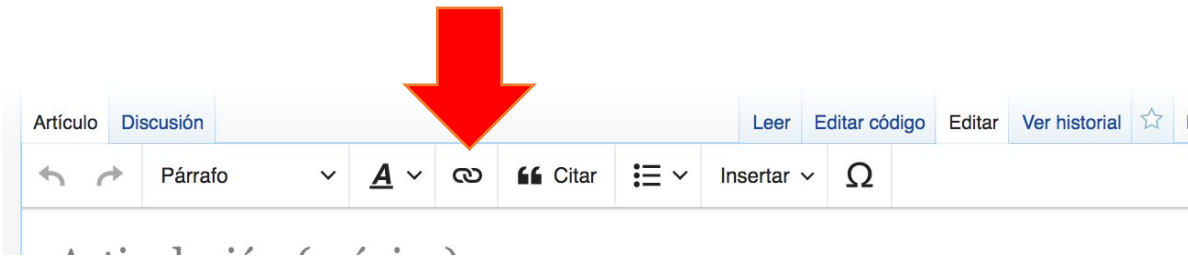 Artículo Discusión Leer Editar código Editar Ver historial
Párrafo A Citar Insertar Ω